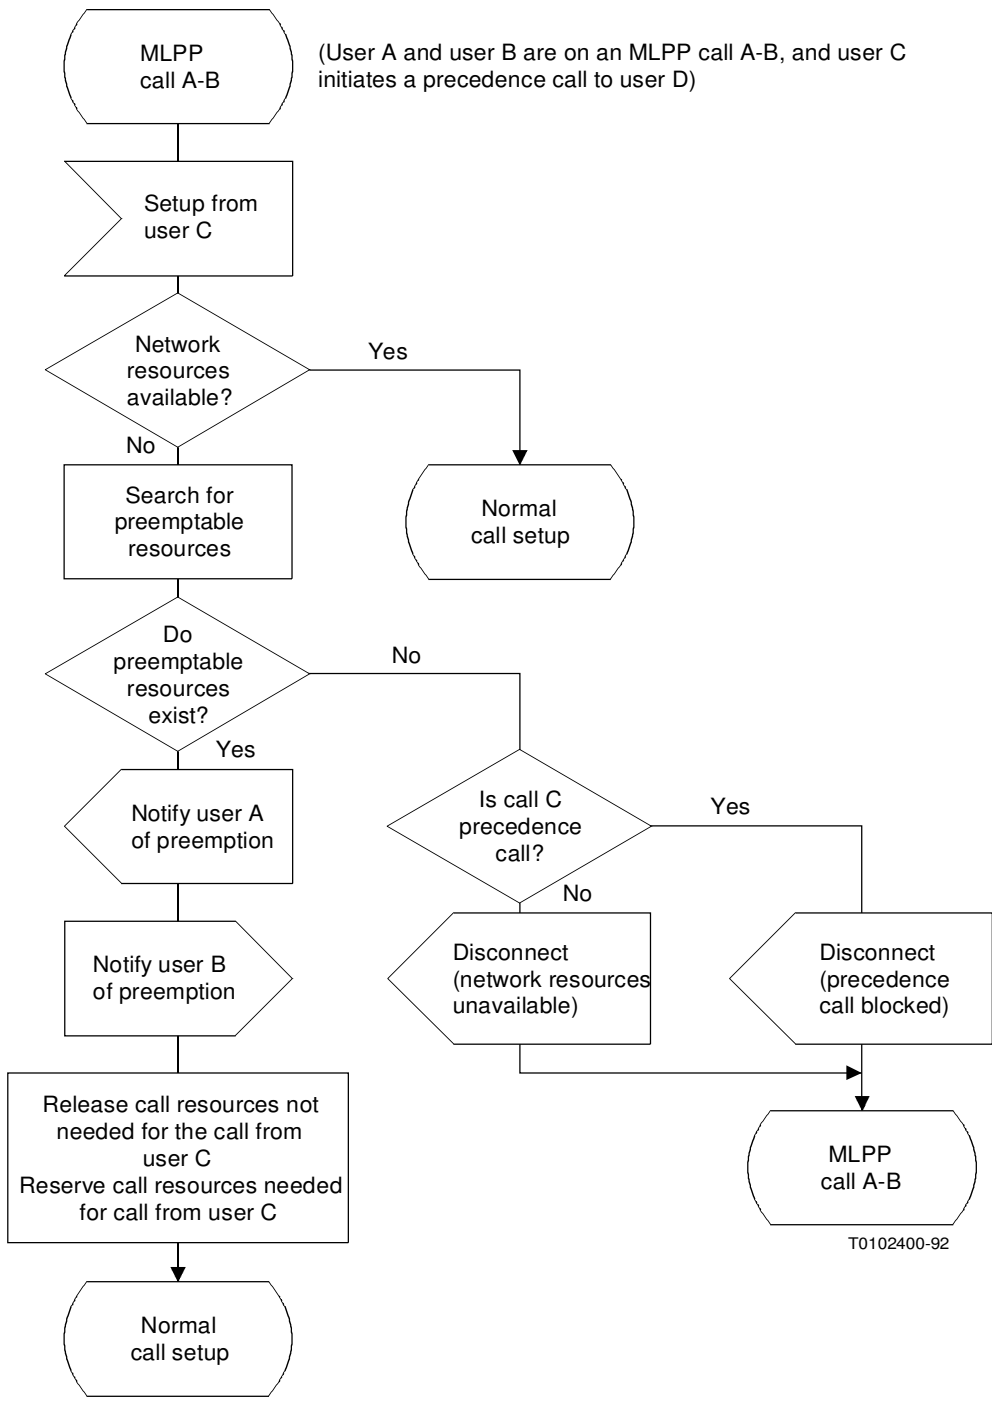 MLPP
call A-B
(User A and user B are on an MLPP call A-B, and user C
initiates a precedence call to user D)
Setup from
user C
Network
resources
available?
Yes
No
Search for
preemptable
resources
Normal
call setup
Do
preemptable
resources
exist?
No
Yes
Notify user A
of preemption
Is call C
precedence
call?
Yes
No
Notify user B
of preemption
Disconnect
(network resources
unavailable)
Disconnect
(precedence
call blocked)
Release call resources not
needed for the call from
user C
Reserve call resources needed
for call from user C
MLPP
call A-B
T0102400-92
Normal
call setup